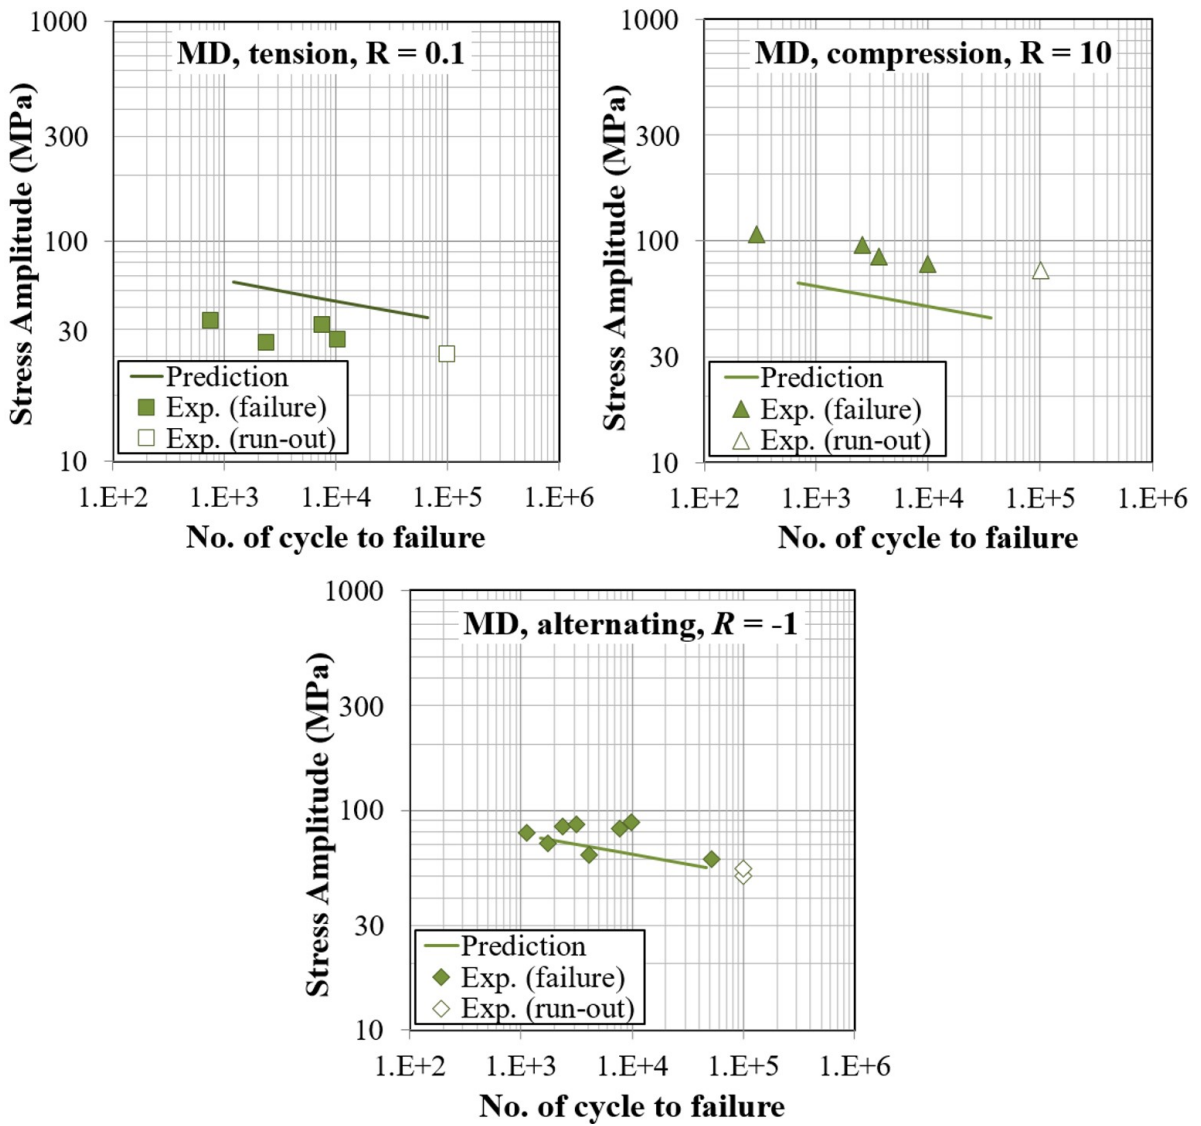 MD, tension, R = 0.1
Stress Amplitude (MPa)
1000
300
100
30
10
Prediction
Exp. (failure)
Exp. (run-out)
1.E+2 1.E+3 1.E+4 1.E+5 1.E+6
No. of cycle to failure
MD, compression, R = 10
Stress Amplitude (MPa)
1000
300
100
30
10
Prediction
Exp. (failure)
Exp. (run-out)
1.E+2 1.E+3 1.E+4 1.E+5 1.E+6
No. of cycle to failure
MD, alternating, R = -1
Stress Amplitude (MPa)
1000
300
100
30
10
Prediction
Exp. (failure)
Exp. (run-out)
1.E+2 1.E+3 1.E+4 1.E+5 1.E+6
No. of cycle to failure